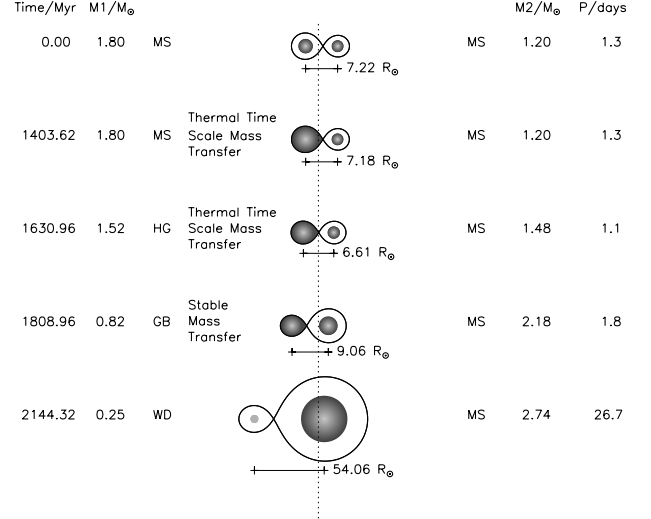 Time/Myr M1/M☉ M2/M☉ P/days
0.00 1.80 MS MS 1.20 1.3
7.22 R☉
Thermal Time
1403.62 1.80 MS Scale Mass MS 1.20 1.3
Transfer
7.18 R☉
Thermal Time
1630.96 1.52 HG Scale Mass MS 1.48 1.1
Transfer
6.61 R☉
Stable
1808.96 0.82 GB Mass MS 2.18 1.8
Transfer
9.06 R☉
2144.32 0.25 WD MS 2.74 26.7
54.06 R☉